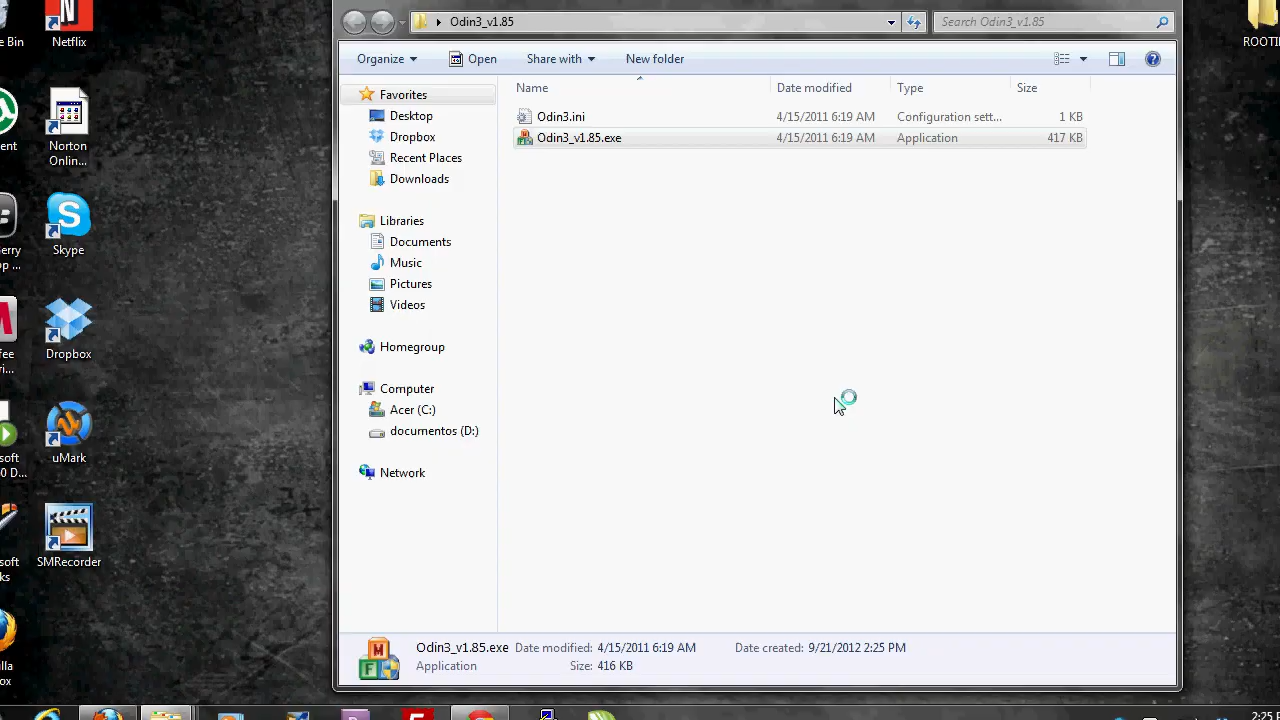 Odin3_v1.85
Search Odin3_v1.85
Organize
Open
Share with
New folder
Name
Date modified
Type
Size
Odin3.ini
4/15/2011 6:19 AM
Configuration sett...
1 KB
Odin3_v1.85.exe
4/15/2011 6:19 AM
Application
417 KB
Favorites
Desktop
Dropbox
Recent Places
Downloads
Libraries
Documents
Music
Pictures
Videos
Homegroup
Computer
Acer (C:)
documentos (D:)
Network
Odin3_v1.85.exe
Date modified: 4/15/2011 6:19 AM
Date created: 9/21/2012 2:25 PM
Application
Size: 416 KB
e Bin
Netflix
ent
Norton
Onlin...
erry
op ...
Skype
fee
ri...
Dropbox
soft
0 D...
uMark
soft
ks
SMRecorder
lla
ox
ROOTI
2:25 P